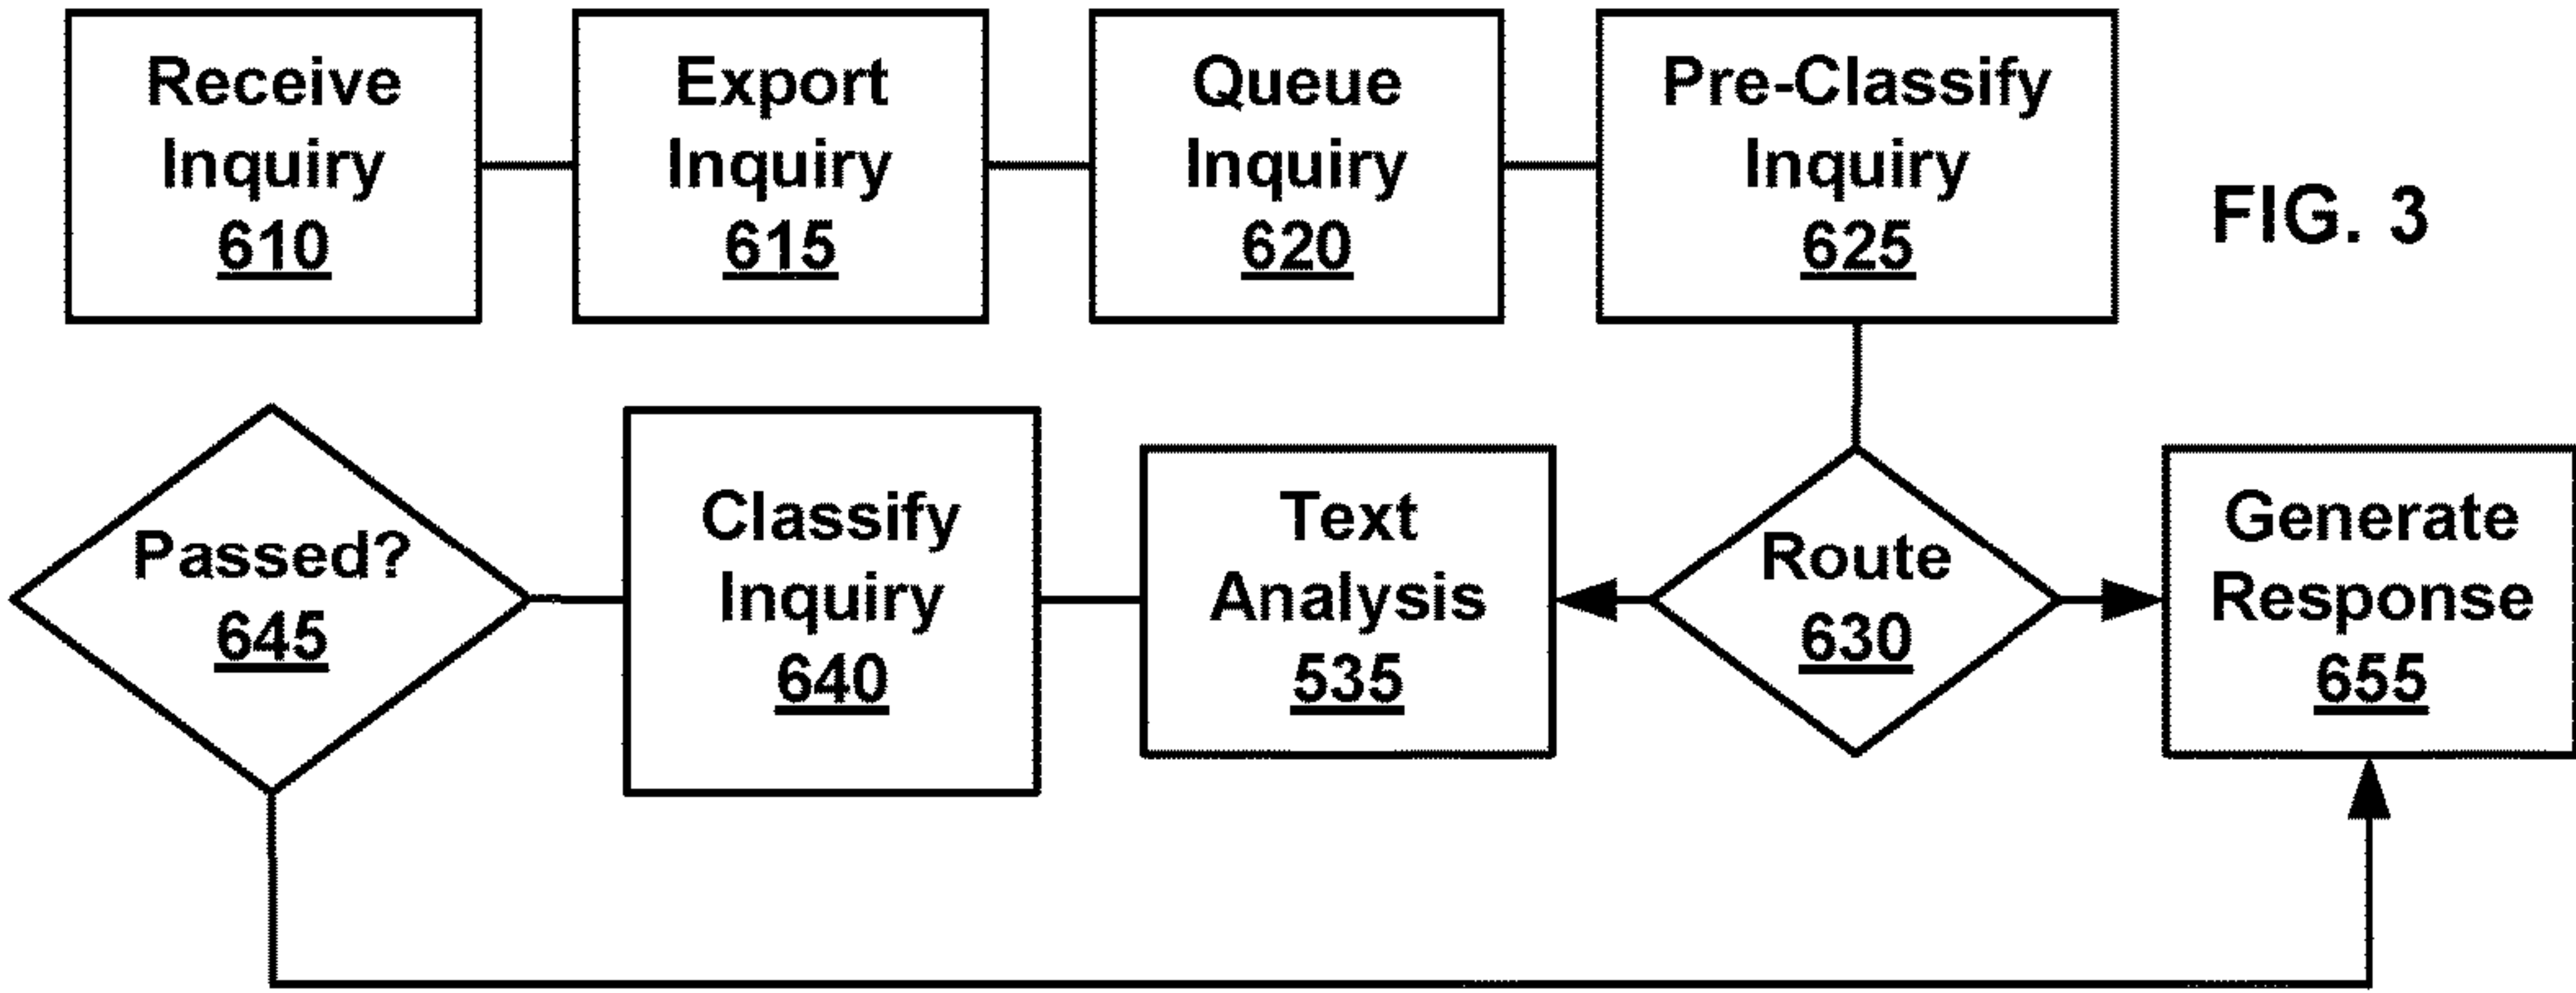 Receive
Inquiry
610
Export
Inquiry
615
Queue
Inquiry
620
Pre-Classify
Inquiry
625
FIG. 3
Passed?
645
Classify
Inquiry
640
Text
Analysis
535
Route
630
Generate
Response
655